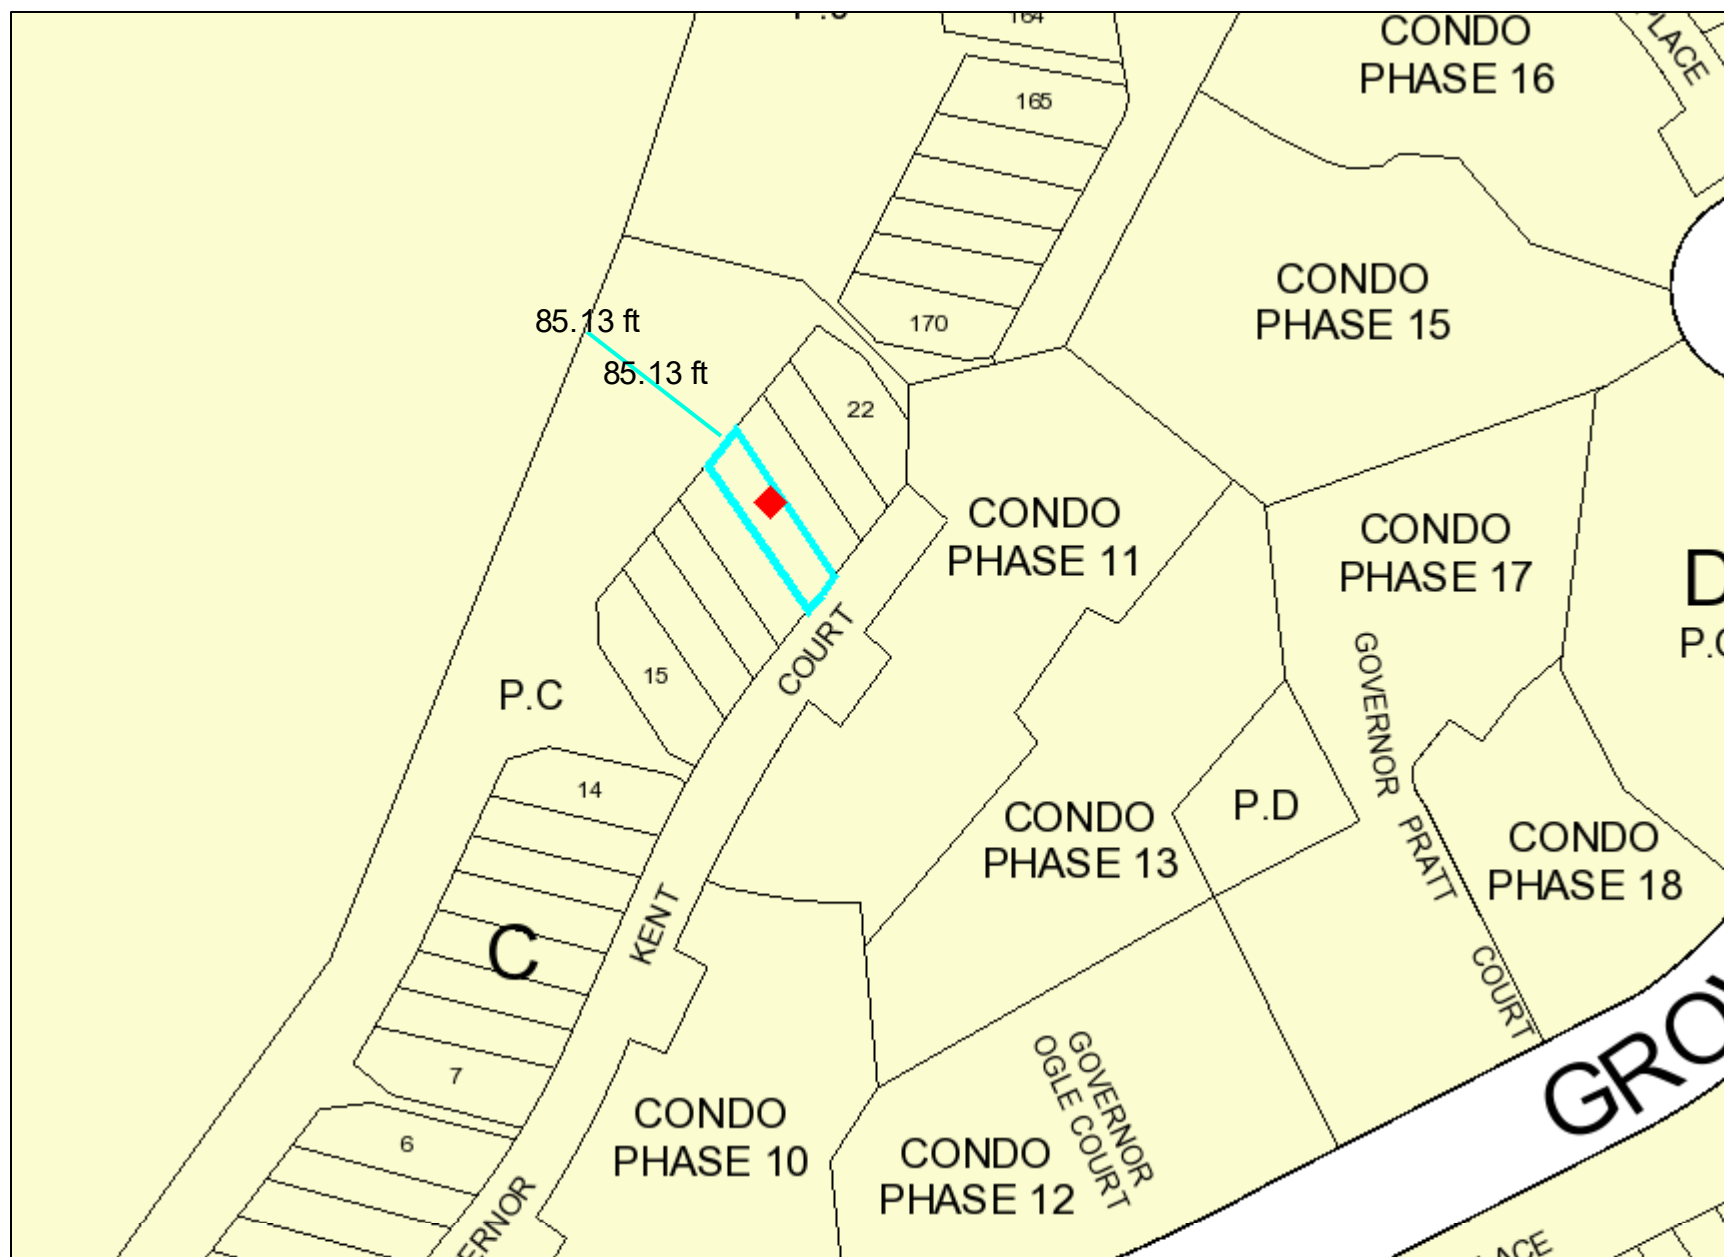 164
CONDO
PHASE 16
PLACE
165
CONDO
PHASE 15
85.13 ft
170
85.13 ft
22
CONDO
PHASE 11
CONDO
PHASE 17
D
COURT
15
P.C
GOVERNOR
PRATT
COURT
14
CONDO
PHASE 13
P.D
CONDO
PHASE 18
KENT
C
7
GOVERNOR
OGLE COURT
CONDO
PHASE 10
6
CONDO
PHASE 12